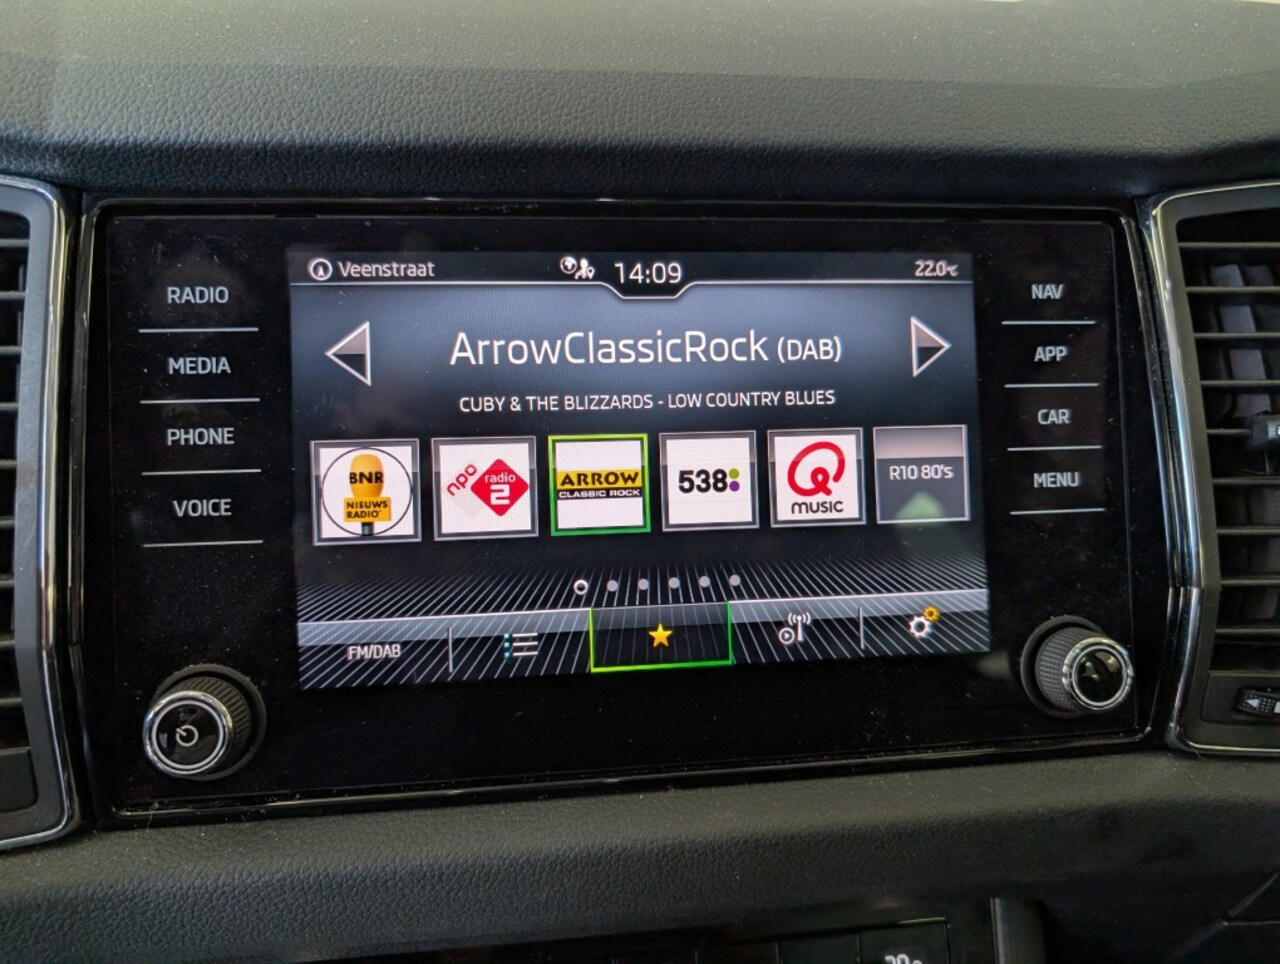 Veenstraat
14:09
22.0°C
RADIO
MEDIA
PHONE
VOICE
NAV
APP
CAR
MENU
ArrowClassicRock (DAB)
CUBY & THE BLIZZARDS - LOW COUNTRY BLUES
BNR
NIEUWS
RADIO
npo
radio
2
ARROW
CLASSIC ROCK
538
MUSIC
R10 80's
FM/DAB